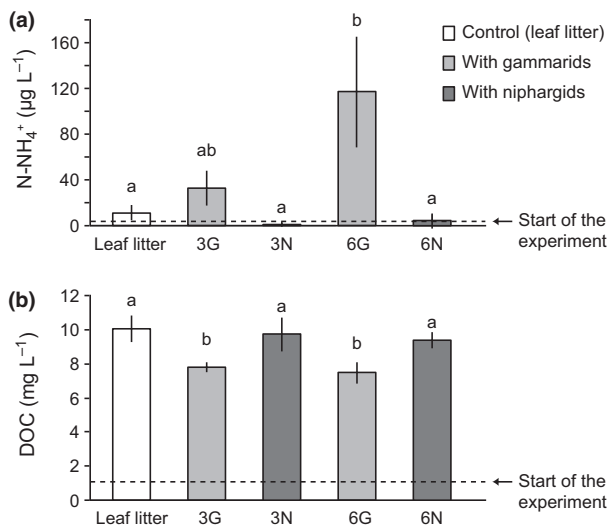 (a)
N-NH₄⁺ (µg L⁻¹)
160
120
80
40
0
a
ab
a
b
a
Control (leaf litter)
With gammarids
With niphargids
Start of the
experiment
Leaf litter 3G 3N 6G 6N
(b)
DOC (mg L⁻¹)
12
10
8
6
4
2
0
a
b
a
b
a
Start of the
experiment
Leaf litter 3G 3N 6G 6N